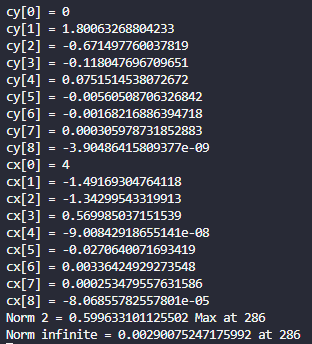 cy[0] = 0
cy[1] = 1.80063268804233
cy[2] = -0.671497760037819
cy[3] = -0.118047696709651
cy[4] = 0.0751514538072672
cy[5] = -0.00560508706326842
cy[6] = -0.00168216886394718
cy[7] = 0.000305978731852883
cy[8] = -3.90486415809377e-09
cx[0] = 4
cx[1] = -1.49169304764118
cx[2] = -1.34299543319913
cx[3] = 0.569985037151539
cx[4] = -9.00842918655141e-08
cx[5] = -0.0270640071693419
cx[6] = 0.00336424929273548
cx[7] = 0.000253479557631586
cx[8] = -8.06855782557801e-05
Norm 2 = 0.599633101125502 Max at 286
Norm infinite = 0.00290075247175992 at 286